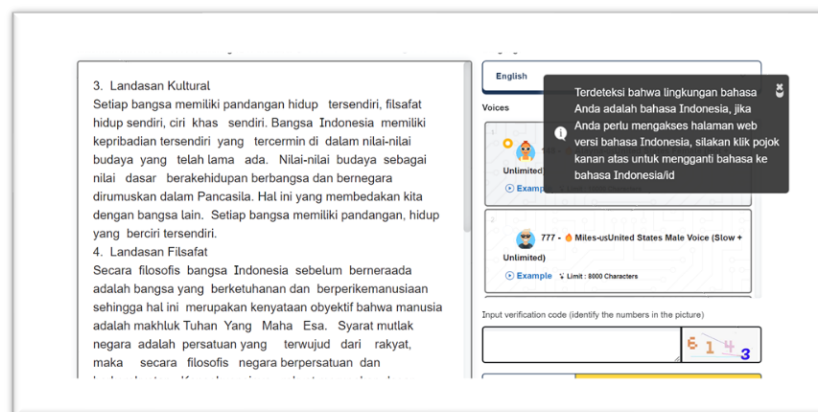 3. Landasan Kultural
Setiap bangsa memiliki pandangan hidup tersendiri, filsafat
hidup sendiri, ciri khas sendiri. Bangsa Indonesia memiliki
kepribadian tersendiri yang tercermin di dalam nilai-nilai
budaya yang telah lama ada. Nilai-nilai budaya sebagai
nilai dasar berakehidupan berbangsa dan bernegara
dirumuskan dalam Pancasila. Hal ini yang membedakan kita
dengan bangsa lain. Setiap bangsa memiliki pandangan, hidup
yang berciri tersendiri.
4. Landasan Filsafat
Secara filosofis bangsa Indonesia sebelum berneraada
adalah bangsa yang berketuhanan dan berperikemanusiaan
sehingga hal ini merupakan kenyataan obyektif bahwa manusia
adalah makhluk Tuhan Yang Maha Esa. Syarat mutlak
negara adalah persatuan yang terwujud dari rakyat,
maka secara filosofis negara berpersatuan dan
English
Voices
Unlimited)
Example
Terdeteksi bahwa lingkungan bahasa
Anda adalah bahasa Indonesia, jika
Anda perlu mengakses halaman web
versi bahasa Indonesia, silakan klik pojok
kanan atas untuk mengganti bahasa ke
bahasa Indonesia/id
777 - Miles-usUnited States Male Voice (Slow +
Unlimited)
Example Limit : 8000 Characters
Input verification code (identify the numbers in the picture)
6 1 4 3